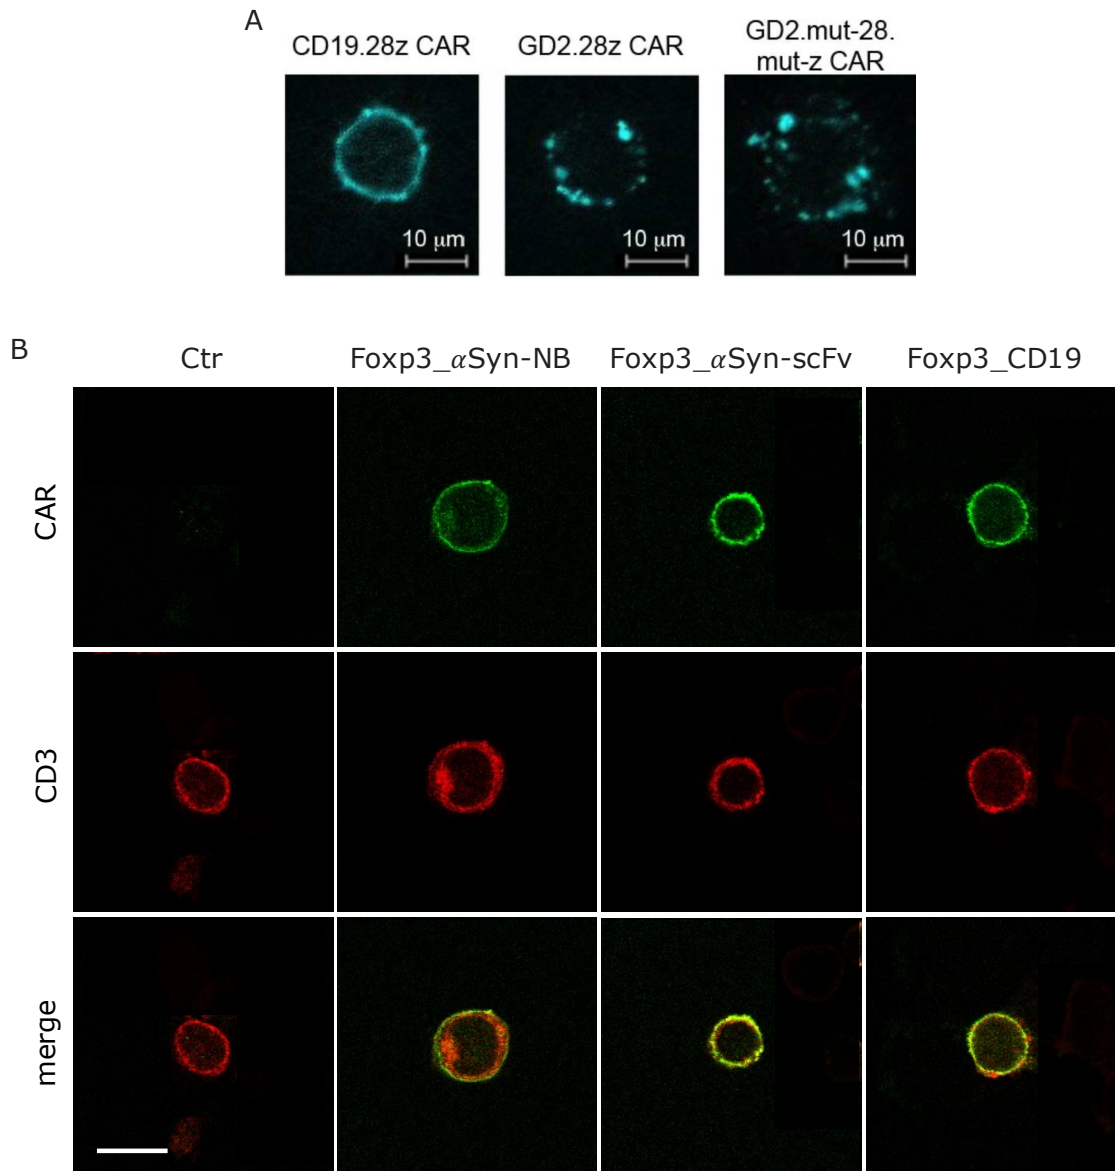 A
CD19.28z CAR
GD2.28z CAR
GD2.mut-28.
mut-z CAR
10 μm
10 μm
10 μm
B
Ctr
Foxp3_αSyn-NB
Foxp3_αSyn-scFv
Foxp3_CD19
CAR
CD3
merge